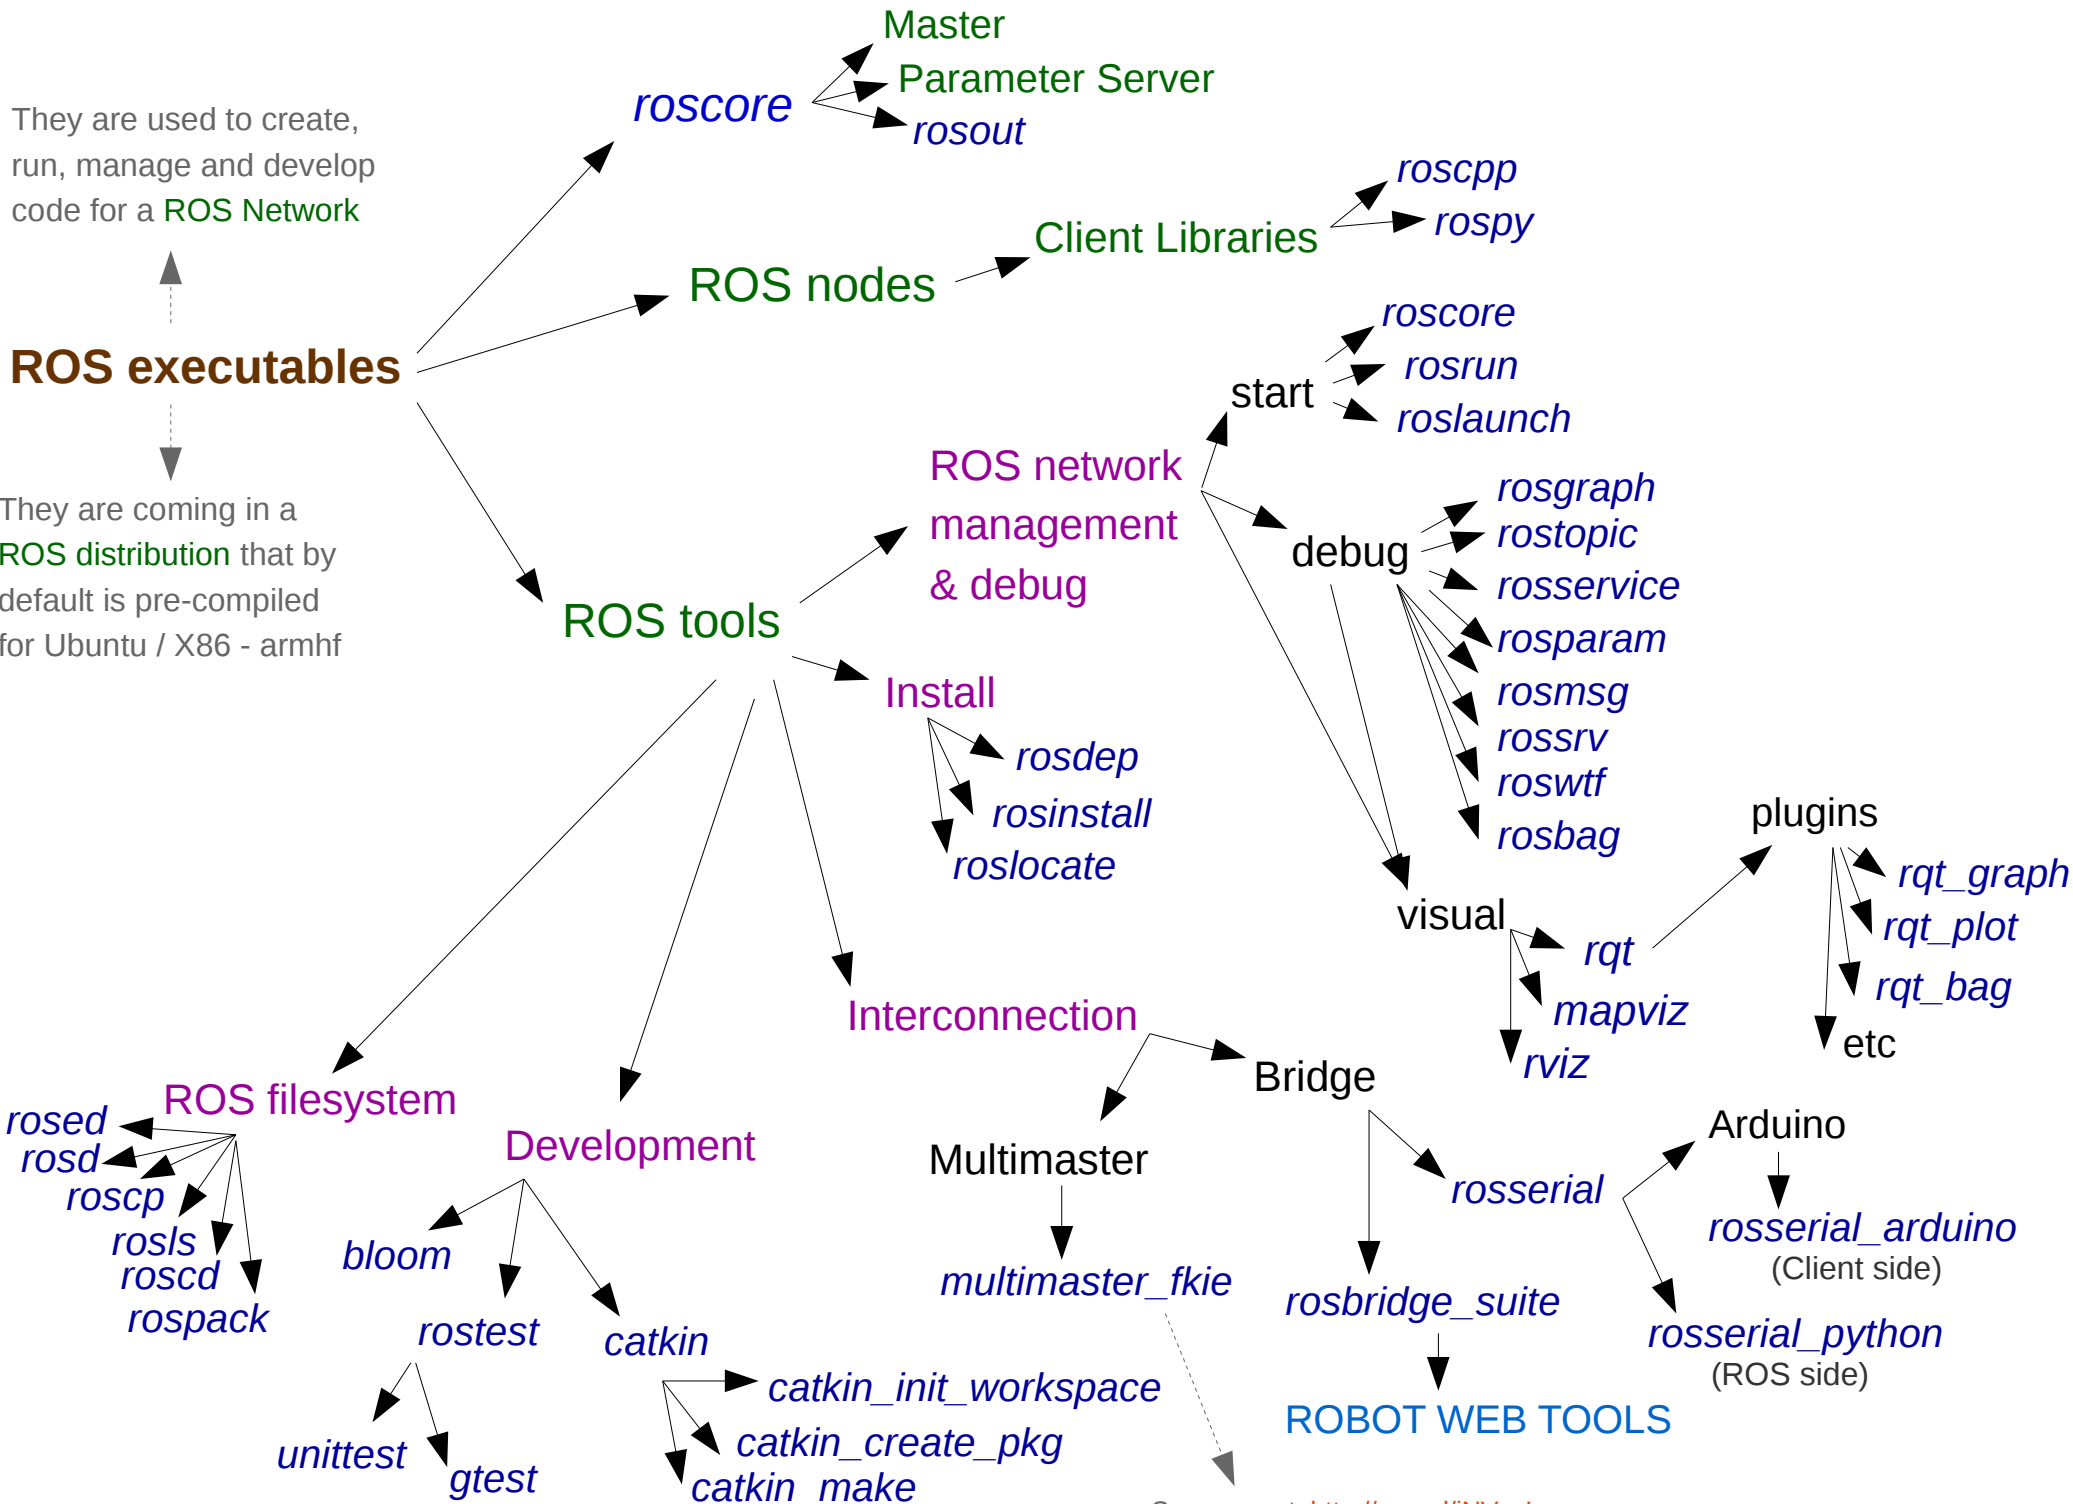 Master
Parameter Server
roscore
rosout
They are used to create,
run, manage and develop
code for a ROS Network
roscpp
rospy
Client Libraries
ROS nodes
ROS executables
They are coming in a
ROS distribution that by
default is pre-compiled
for Ubuntu / X86 - armhf
ROS tools
ROS network
management
& debug
start
roscore
rosrun
roslaunch
debug
rosgraph
rostopic
rosservice
rosparam
rosmsg
rossrv
roswtf
rosbag
visual
rqt
mapviz
rviz
plugins
rqt_graph
rqt_plot
rqt_bag
etc
Install
rosdep
rosinstall
roslocate
Interconnection
Bridge
Multimaster
multimaster_fkie
rosserial
Arduino
rosserial_arduino
(Client side)
rosserial_python
(ROS side)
rosbridge_suite
ROBOT WEB TOOLS
ROS filesystem
rosed
rosd
roscp
rosls
roscd
rospack
Development
bloom
rostest
catkin
unittest
gtest
catkin_init_workspace
catkin_create_pkg
catkin_make